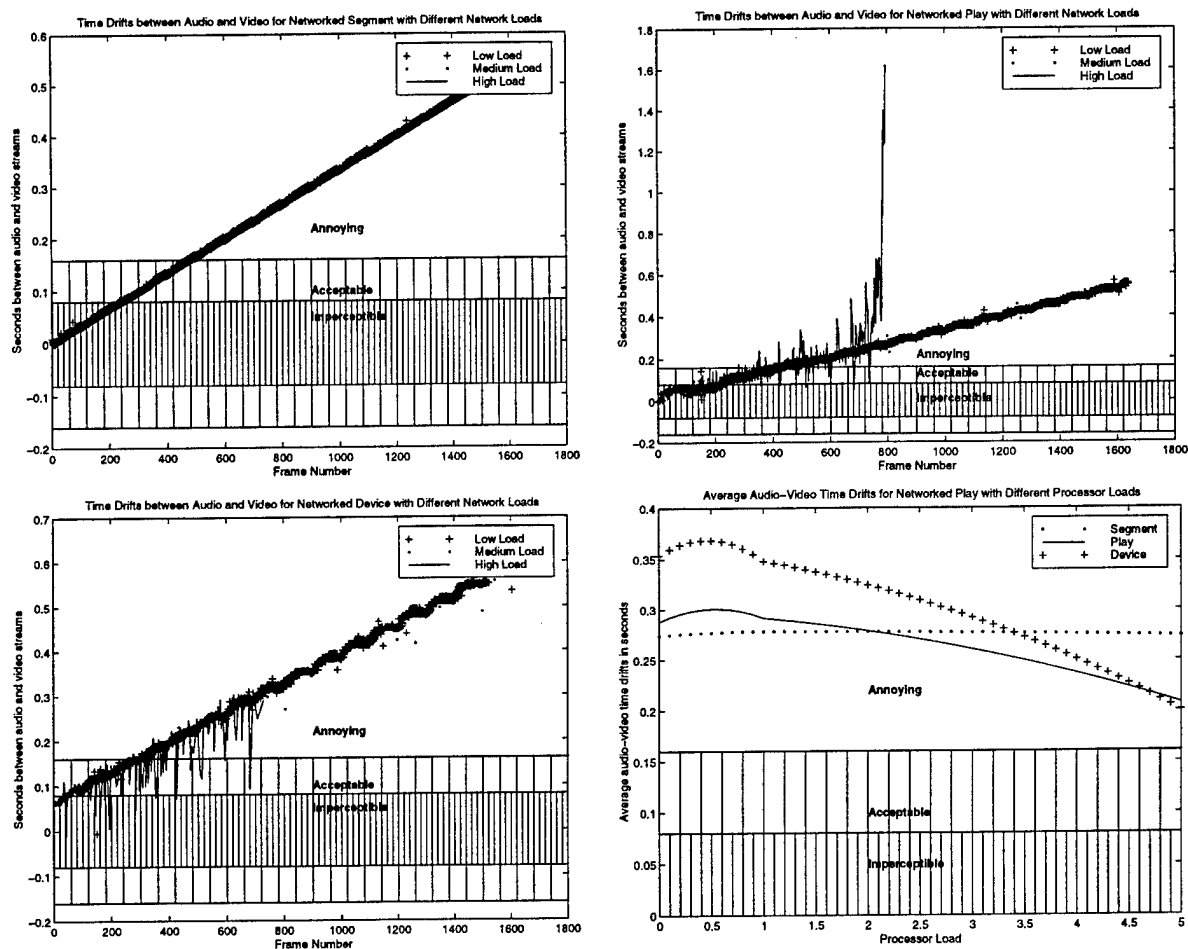 Time Drifts between Audio and Video for Networked Segment with Different Network Loads
0.6
0.5
0.4
0.3
0.2
0.1
0
−0.1
−0.2
Seconds between audio and video streams
Low Load
Medium Load
High Load
Annoying
Acceptable
Imperceptible
0
200
400
600
800
1000
1200
1400
1600
1800
Frame Number
Time Drifts between Audio and Video for Networked Play with Different Network Loads
1.8
1.6
1.4
1.2
1
0.8
0.6
0.4
0.2
0
−0.2
Seconds between audio and video streams
Low Load
Medium Load
High Load
Annoying
Acceptable
Imperceptible
0
200
400
600
800
1000
1200
1400
1600
1800
Frame Number
Time Drifts between Audio and Video for Networked Device with Different Network Loads
0.7
0.6
0.5
0.4
0.3
0.2
0.1
0
−0.1
−0.2
Seconds between audio and video streams
Low Load
Medium Load
High Load
Annoying
Acceptable
Imperceptible
0
200
400
600
800
1000
1200
1400
1600
1800
Frame Number
Average Audio−Video Time Drifts for Networked Play with Different Processor Loads
0.4
0.35
0.3
0.25
0.2
0.15
0.1
0.05
0
Average audio−video time drifts in seconds
Segment
Play
Device
Annoying
Acceptable
Imperceptible
0
0.5
1
1.5
2
2.5
3
3.5
4
4.5
5
Processor Load